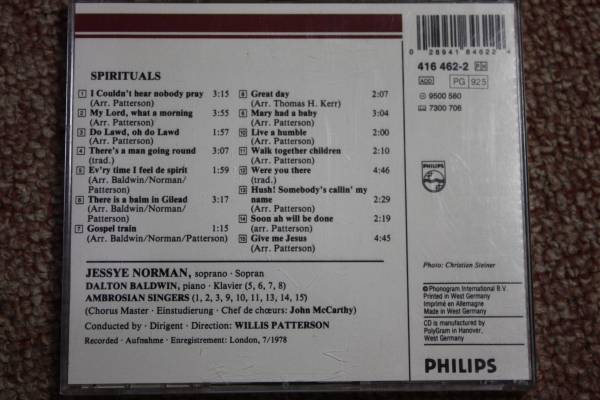 SPIRITUALS
1 I Couldn't hear nobody pray 3:15
(Arr. Patterson)
2 My Lord, what a morning 3:55
(Arr. Patterson)
3 Do Lawd, oh do Lawd 1:57
(Arr. Patterson)
4 There's a man going round 3:07
(trad.)
5 Ev'ry time I feel de spirit 1:59
(Arr. Baldwin/Norman/
Patterson)
6 There is a balm in Gilead 3:17
(Arr. Baldwin/Norman/
Patterson)
7 Gospel train
(Arr. Baldwin/Norman/Patterson)
8 Great day 2:07
(Arr. Thomas H. Kerr)
9 Mary had a baby 3:04
(Arr. Patterson)
10 Live a humble 2:00
(Arr. Patterson)
11 Walk together children 2:10
(Arr. Patterson)
12 Were you there 4:46
(trad.)
13 Hush! Somebody's callin' my
name 2:29
(Arr. Patterson)
14 Soon ah will be done 2:19
(arr. Patterson)
15 Give me Jesus 4:45
(Arr. Patterson)
JESSYE NORMAN, soprano · Sopran
DALTON BALDWIN, piano · Klavier (5, 6, 7, 8)
AMBROSIAN SINGERS (1, 2, 3, 9, 10, 11, 13, 14, 15)
(Chorus Master · Einstudierung · Chef de chœurs: John McCarthy)
Conducted by · Dirigent · Direction: WILLIS PATTERSON
Recorded · Aufnahme · Enregistrement: London, 7/1978
0 28941 64622 4
416 462-2 PH
ADD PG 925
9500 580
7300 706
PHILIPS
Photo: Christian Steiner
℗ Phonogram International B.V.
Printed in West Germany
Imprimé en Allemagne
Made in West Germany
CD is manufactured by
PolyGram in Hanover,
West Germany
PHILIPS